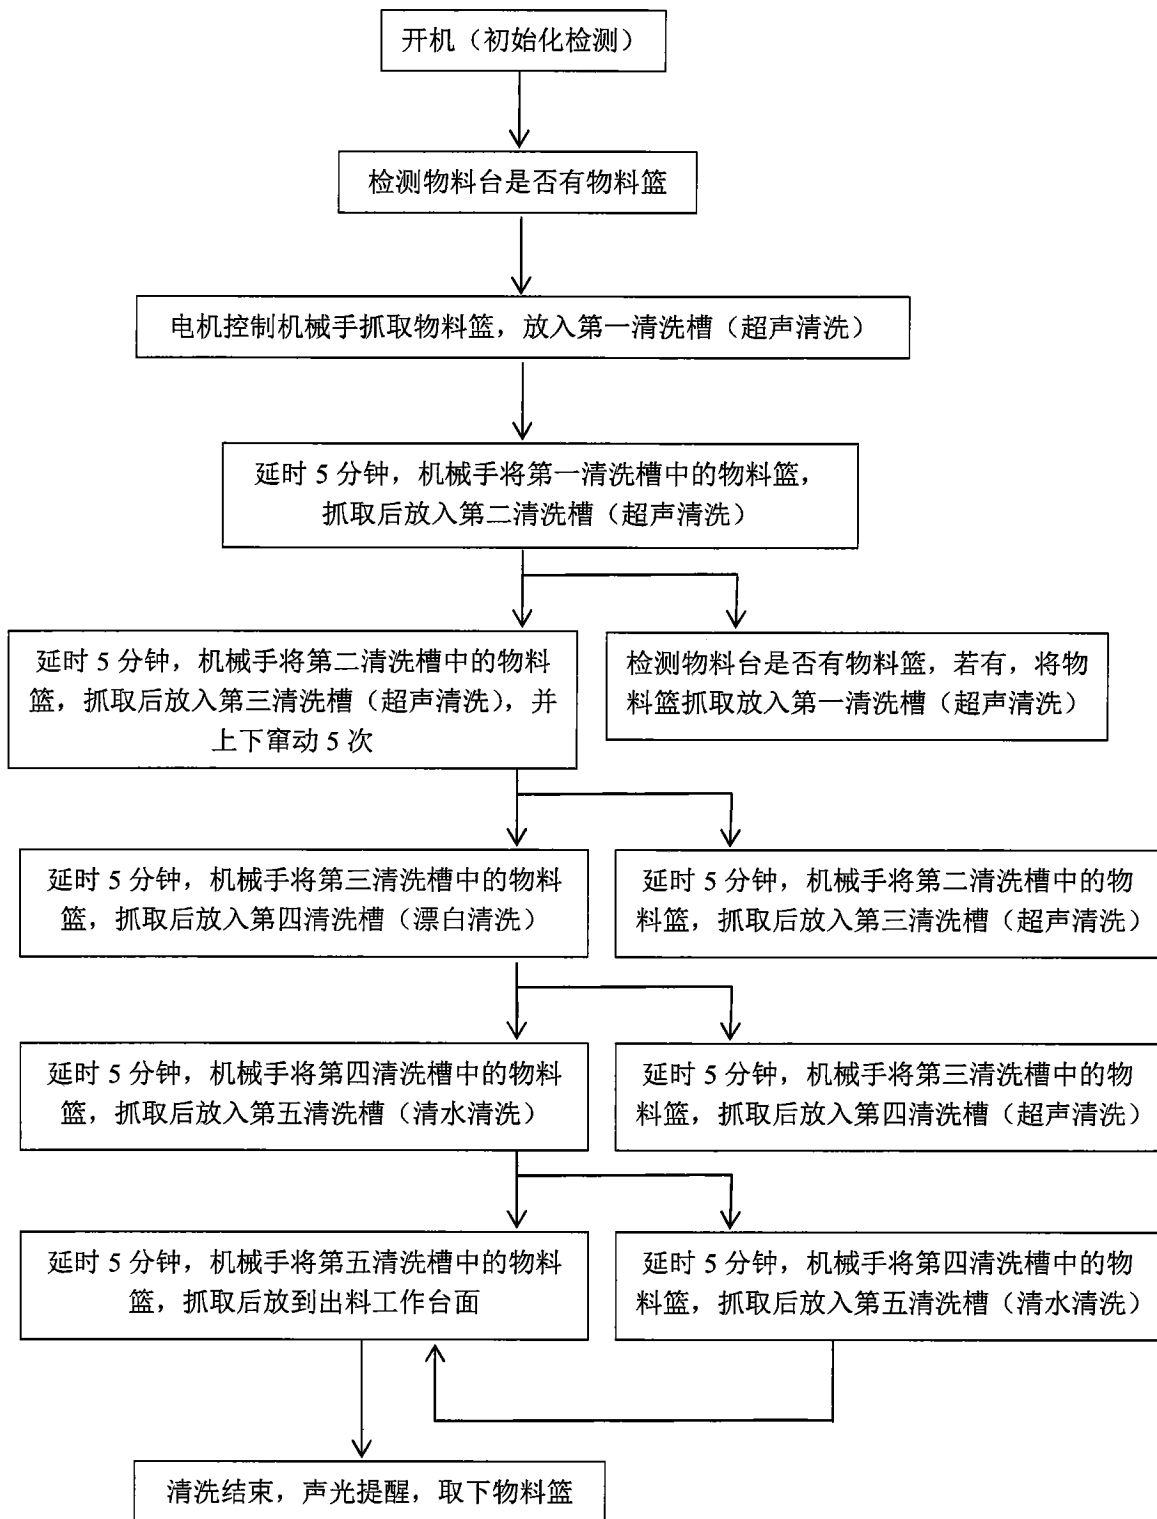 开机（初始化检测）
检测物料台是否有物料篮
电机控制机械手抓取物料篮，放入第一清洗槽（超声清洗）
延时 5 分钟，机械手将第一清洗槽中的物料篮，
抓取后放入第二清洗槽（超声清洗）
延时 5 分钟，机械手将第二清洗槽中的物料
篮，抓取后放入第三清洗槽（超声清洗），并
上下窜动 5 次
检测物料台是否有物料篮，若有，将物
料篮抓取放入第一清洗槽（超声清洗）
延时 5 分钟，机械手将第三清洗槽中的物料
篮，抓取后放入第四清洗槽（漂白清洗）
延时 5 分钟，机械手将第二清洗槽中的物
料篮，抓取后放入第三清洗槽（超声清洗）
延时 5 分钟，机械手将第四清洗槽中的物料
篮，抓取后放入第五清洗槽（清水清洗）
延时 5 分钟，机械手将第三清洗槽中的物
料篮，抓取后放入第四清洗槽（超声清洗）
延时 5 分钟，机械手将第五清洗槽中的物料
篮，抓取后放到出料工作台面
延时 5 分钟，机械手将第四清洗槽中的物
料篮，抓取后放入第五清洗槽（清水清洗）
清洗结束，声光提醒，取下物料篮